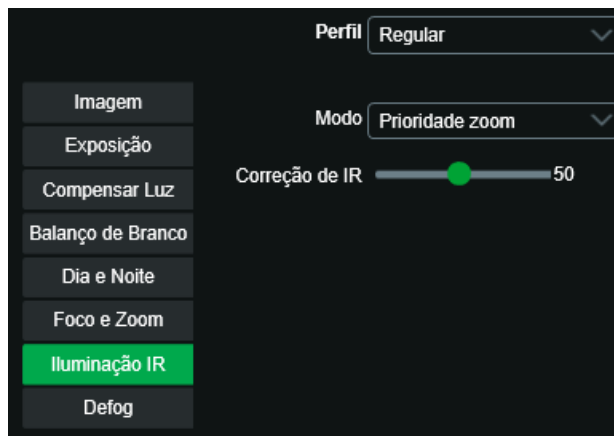 Perfil Regular
Imagem
Modo Prioridade zoom
Exposição
Correção de IR 50
Compensar Luz
Balanço de Branco
Dia e Noite
Foco e Zoom
Iluminação IR
Defog